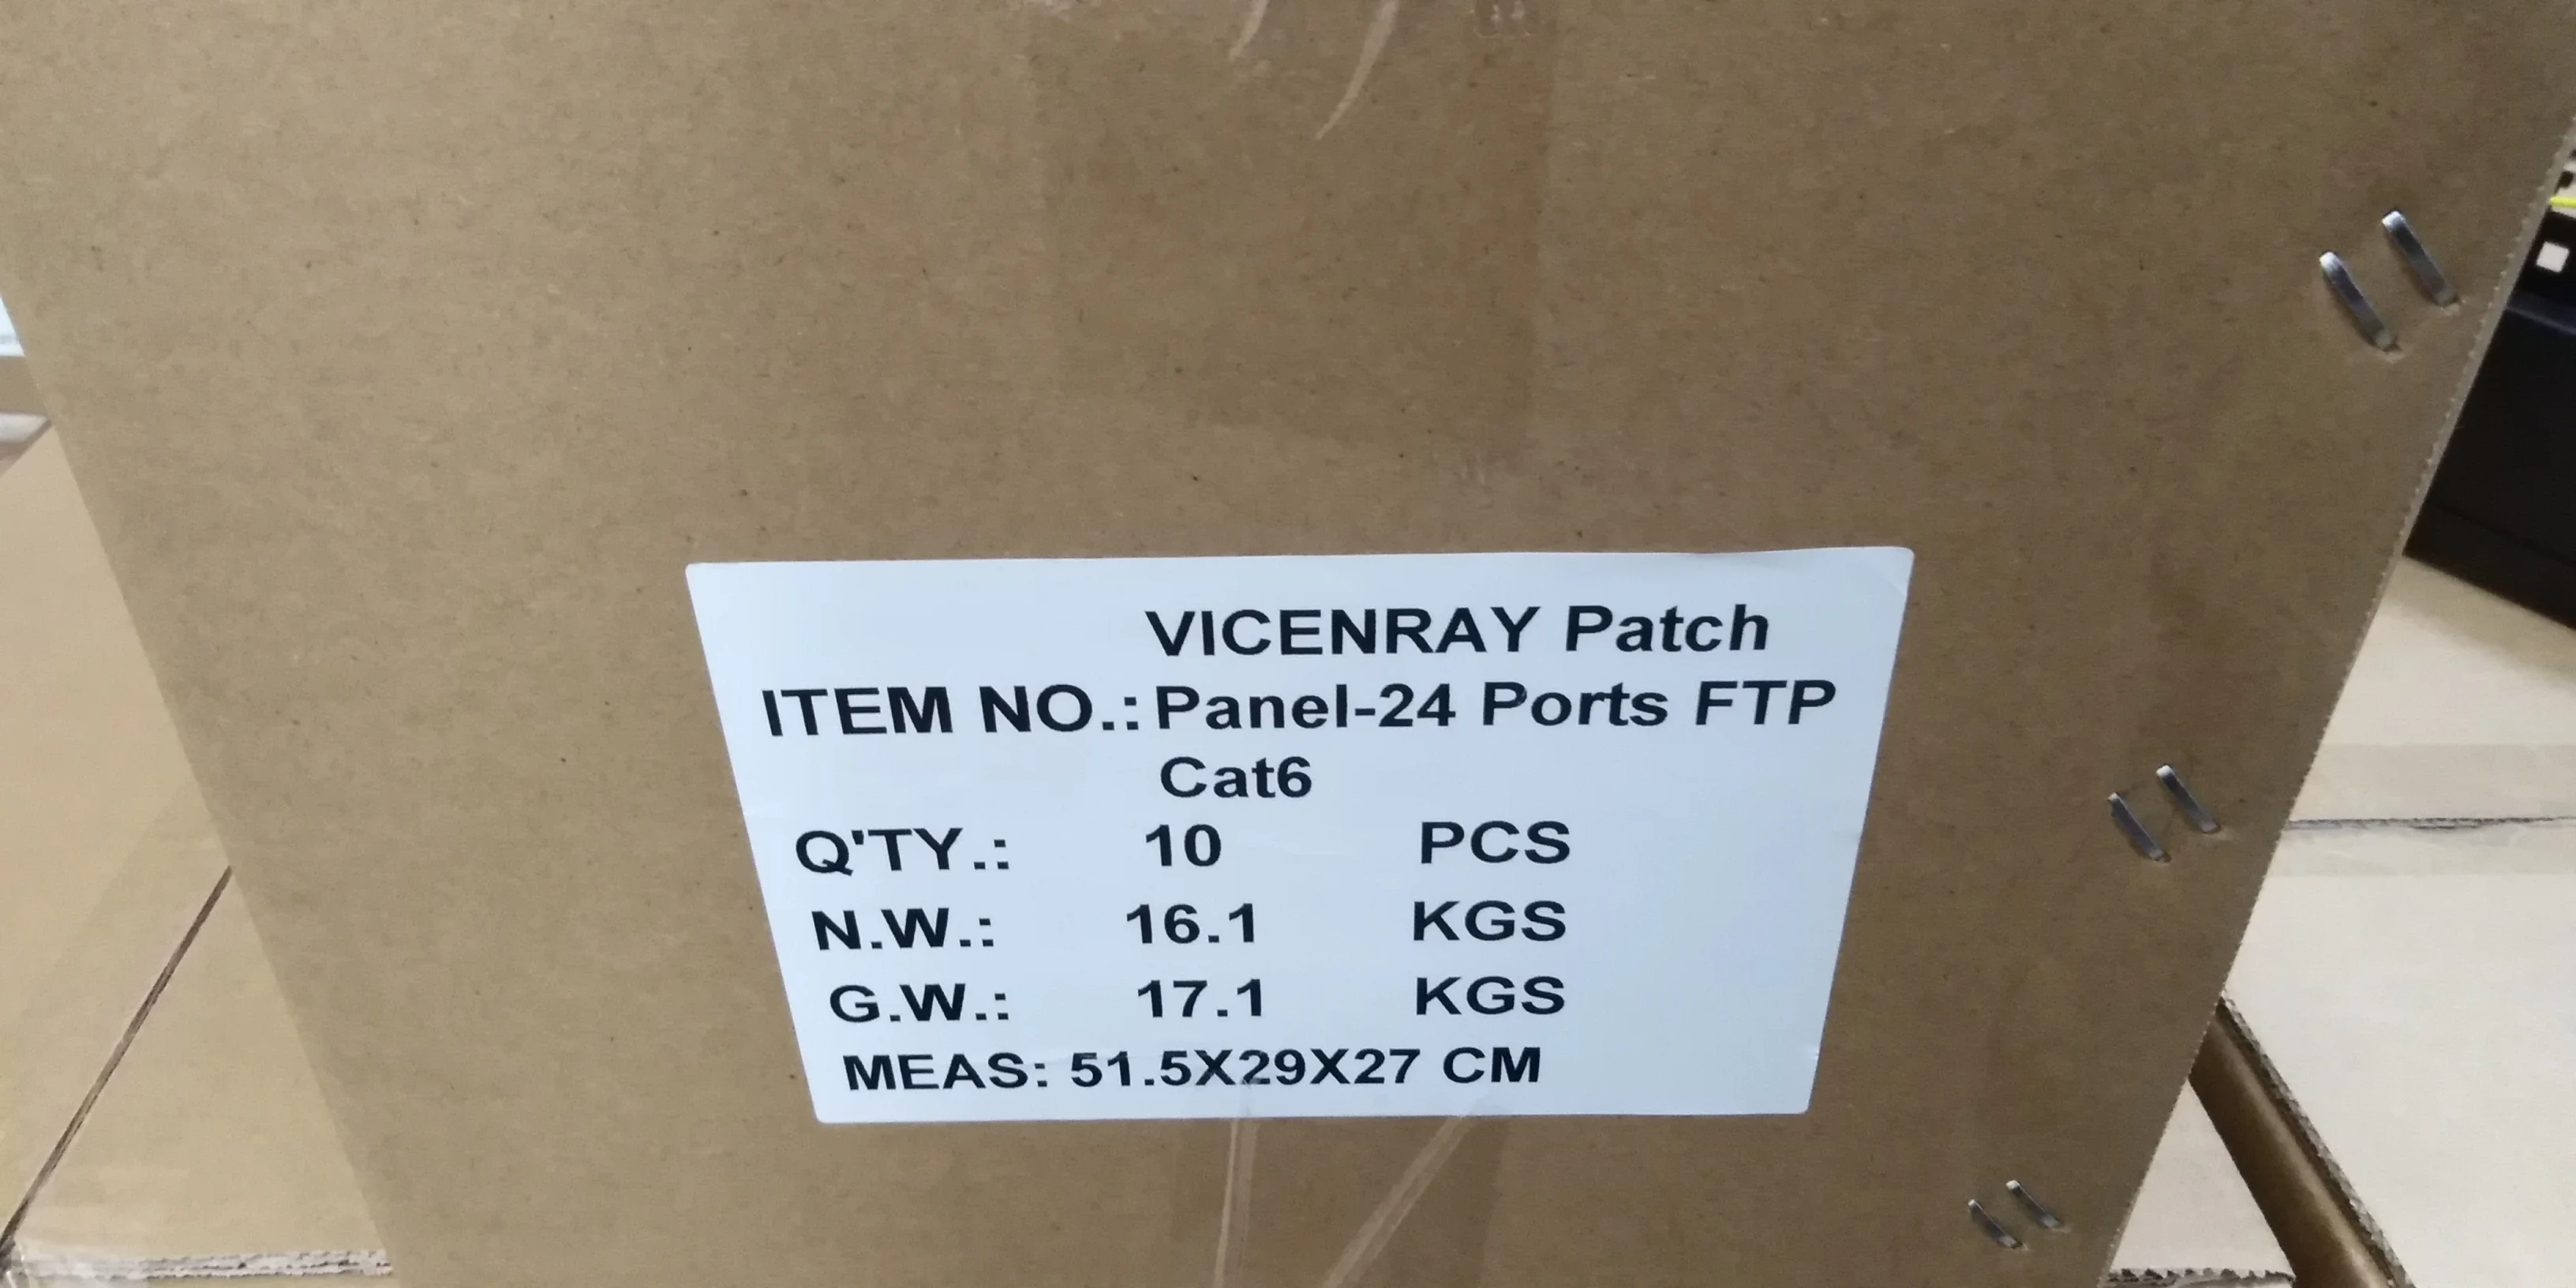 VICENRAY Patch
ITEM NO.: Panel-24 Ports FTP
Cat6
Q'TY.: 10 PCS
N.W.: 16.1 KGS
G.W.: 17.1 KGS
MEAS: 51.5X29X27 CM